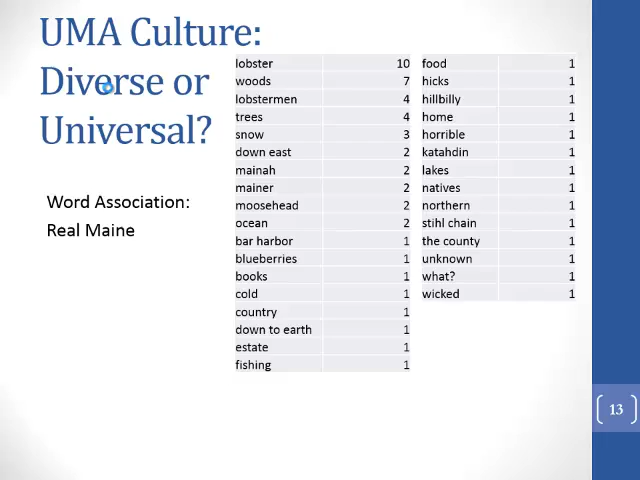 UMA Culture:
Diverse or
Universal?
Word Association:
Real Maine
lobster 10
woods 7
lobstermen 4
trees 4
snow 3
down east 2
mainah 2
mainer 2
moosehead 2
ocean 2
bar harbor 1
blueberries 1
books 1
cold 1
country 1
down to earth 1
estate 1
fishing 1
food 1
hicks 1
hillbilly 1
home 1
horrible 1
katahdin 1
lakes 1
natives 1
northern 1
stihl chain 1
the county 1
unknown 1
what? 1
wicked 1
13